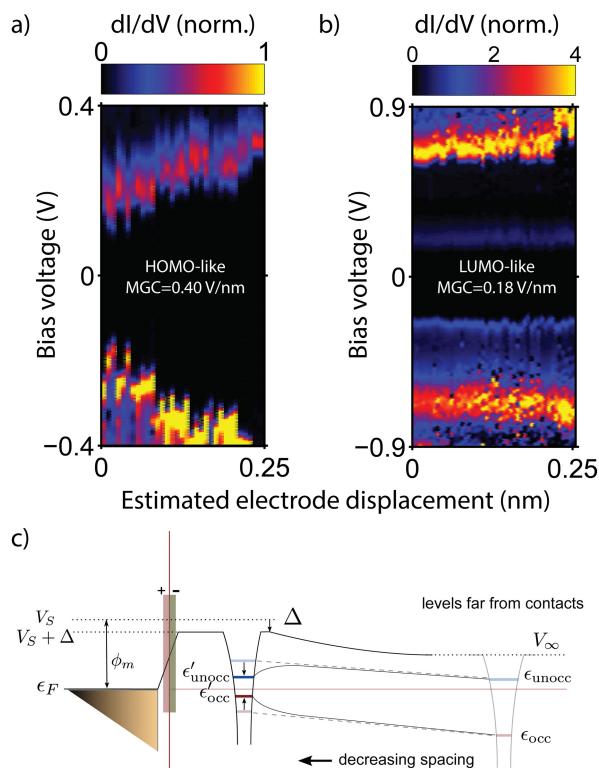 a) dI/dV (norm.) b) dI/dV (norm.)
0 1 0 2 4
0.4 0.9
Bias voltage (V) Bias voltage (V)
HOMO-like LUMO-like
0 0
MGC=0.40 V/nm MGC=0.18 V/nm
−0.4 −0.9
0 0.25 0 0.25
Estimated electrode displacement (nm)
c)
+ −
levels far from contacts
V_S Δ
V_S + Δ V_∞
ϕ_m
ϵ′_unocc ϵ_unocc
ϵ_F ϵ′_occ
ϵ_occ
decreasing spacing